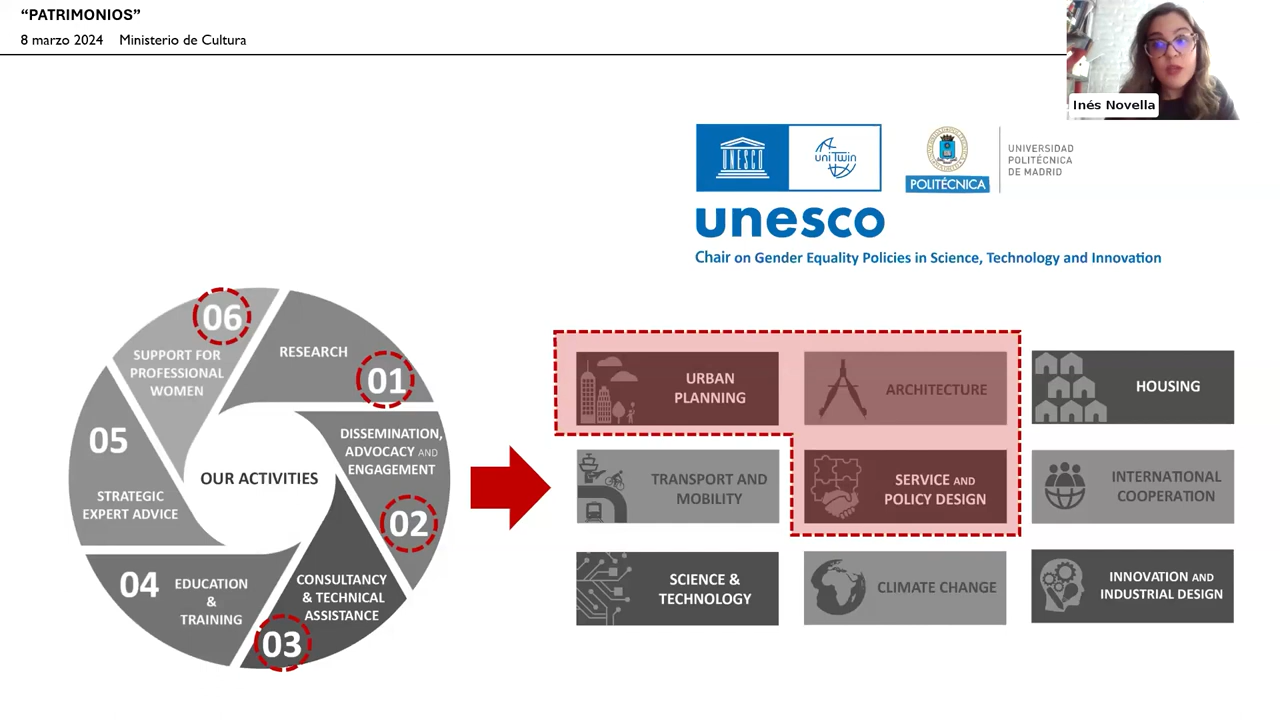 “PATRIMONIOS”
8 marzo 2024 Ministerio de Cultura
Inés Novella
UNESCO
uniTwin
POLITÉCNICA
UNIVERSIDAD
POLITÉCNICA
DE MADRID
unesco
Chair on Gender Equality Policies in Science, Technology and Innovation
OUR ACTIVITIES
01
RESEARCH
02
DISSEMINATION,
ADVOCACY AND
ENGAGEMENT
03
CONSULTANCY
& TECHNICAL
ASSISTANCE
04
EDUCATION
&
TRAINING
05
STRATEGIC
EXPERT ADVICE
06
SUPPORT FOR
PROFESSIONAL
WOMEN
URBAN
PLANNING
ARCHITECTURE
HOUSING
TRANSPORT AND
MOBILITY
SERVICE AND
POLICY DESIGN
INTERNATIONAL
COOPERATION
SCIENCE &
TECHNOLOGY
CLIMATE CHANGE
INNOVATION AND
INDUSTRIAL DESIGN